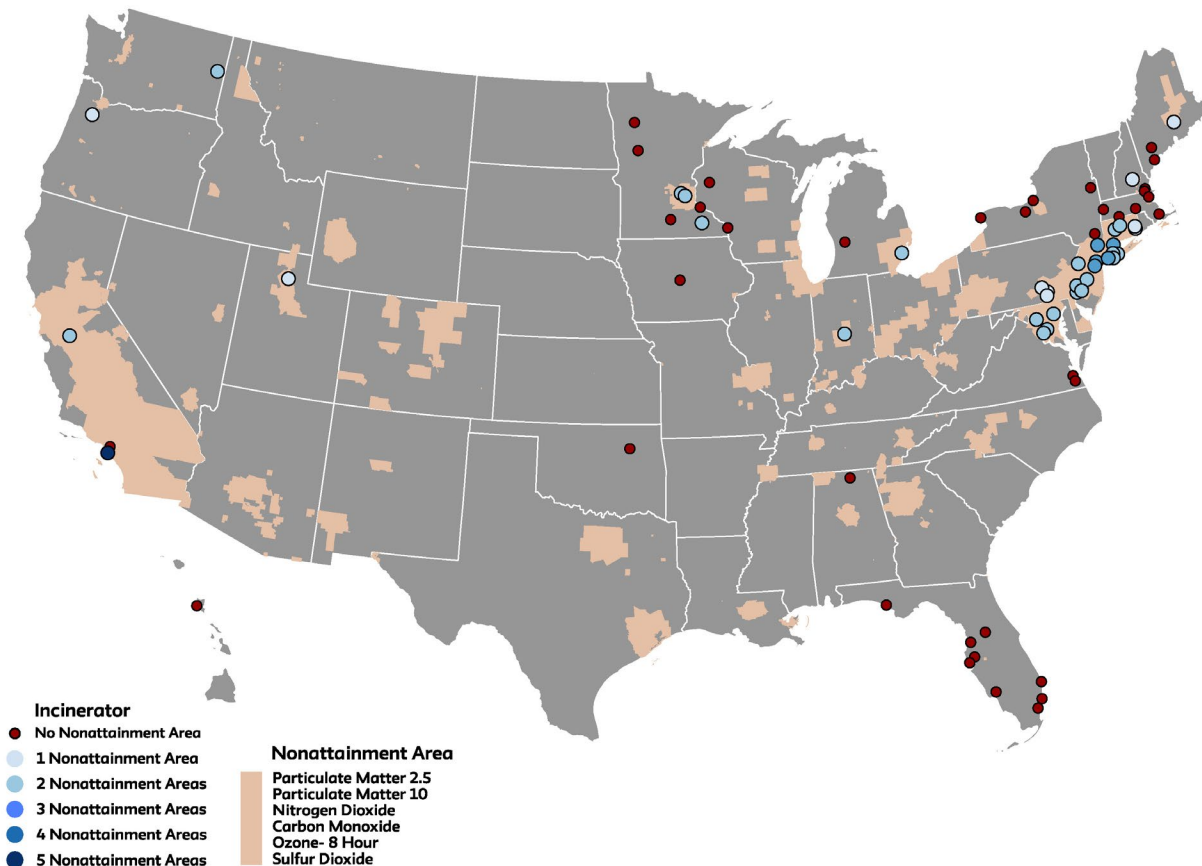 Incinerator
No Nonattainment Area
1 Nonattainment Area
2 Nonattainment Areas
3 Nonattainment Areas
4 Nonattainment Areas
5 Nonattainment Areas
Nonattainment Area
Particulate Matter 2.5
Particulate Matter 10
Nitrogen Dioxide
Carbon Monoxide
Ozone- 8 Hour
Sulfur Dioxide